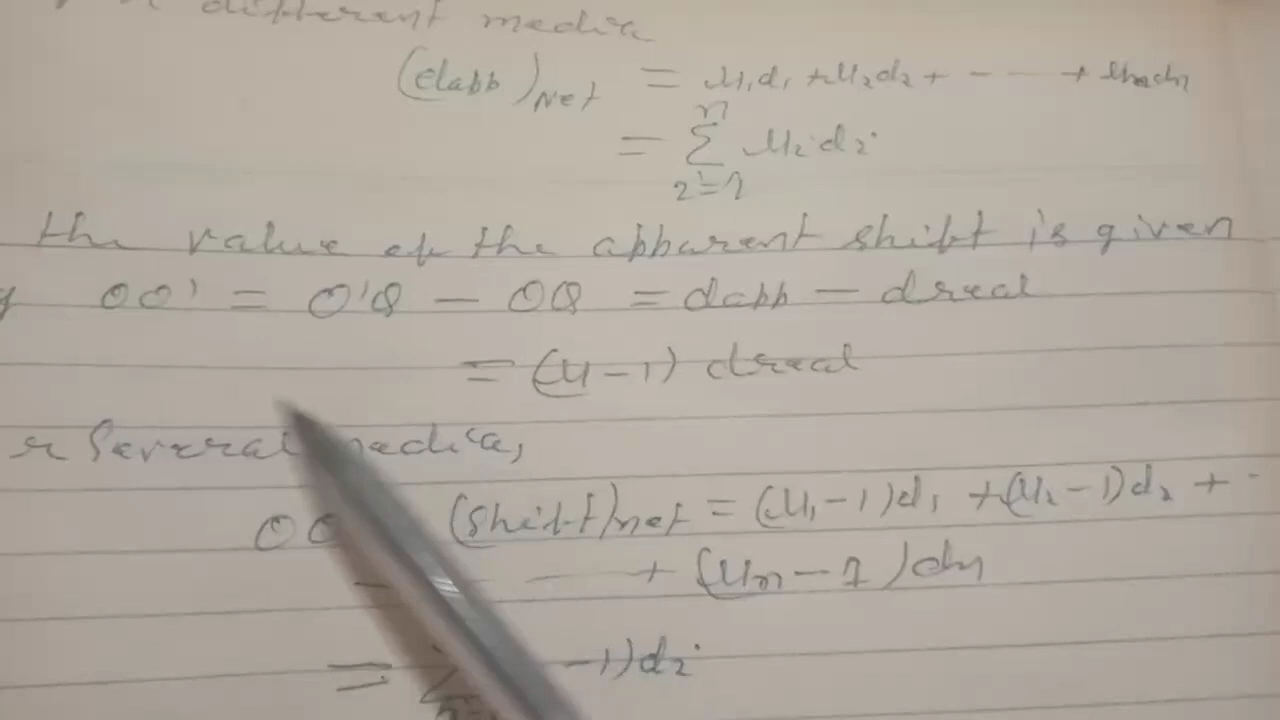 different media
(dapp)Net = μ1d1 + μ2d2 + - - - - + μndn
= Σ μidi
n
i=1
the value of the apparent shift is given
y OO' = O'Q - OQ = dapp - dreal
= (μ-1) dreal
r Several media,
OO (Shift)net = (μ1-1)d1 + (μ2-1)d2 + -
- - + (μn-1)dn
= Σ -1)di